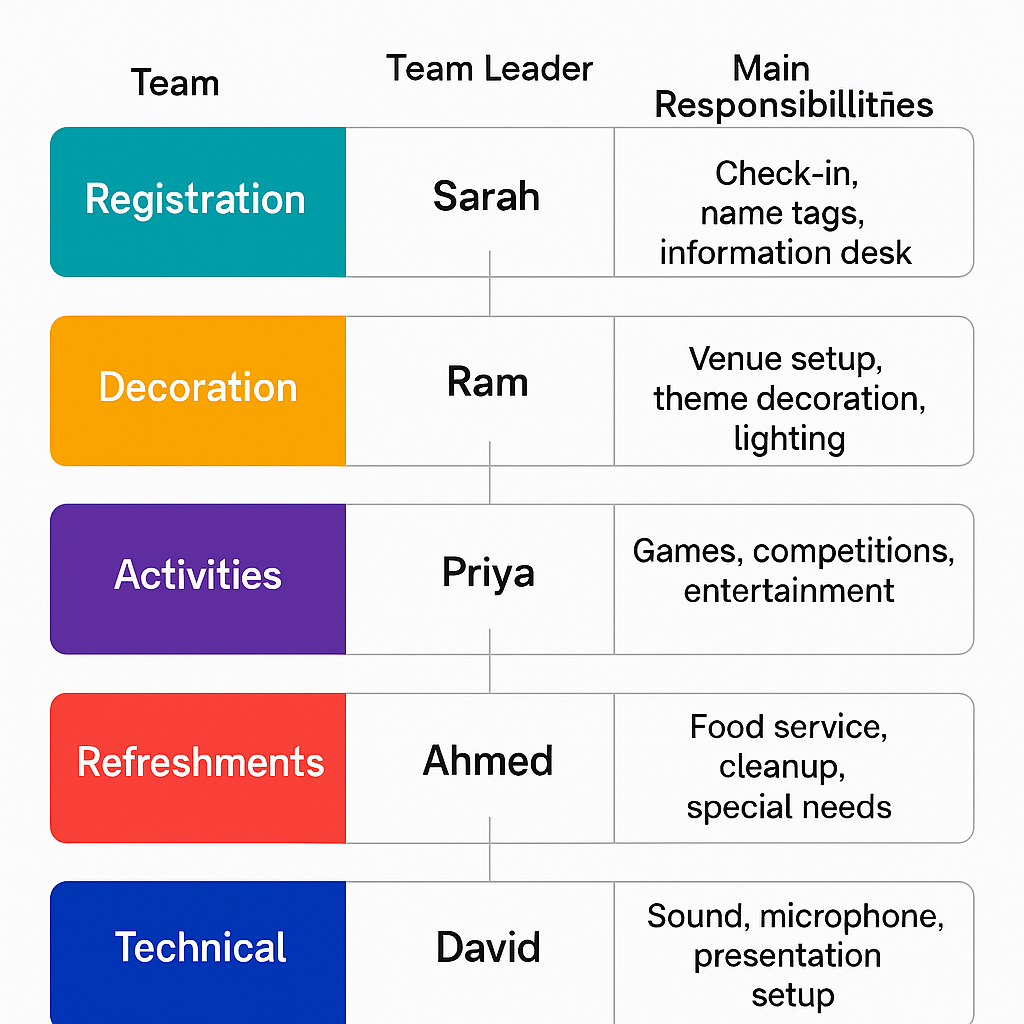 Team
Team Leader
Main
Responsibillitñes
Registration
Sarah
Check-in,
name tags,
information desk
Decoration
Ram
Venue setup,
theme decoration,
lighting
Activities
Priya
Games, competitions,
entertainment
Refreshments
Ahmed
Food service,
cleanup,
special needs
Technical
David
Sound, microphone,
presentation
setup